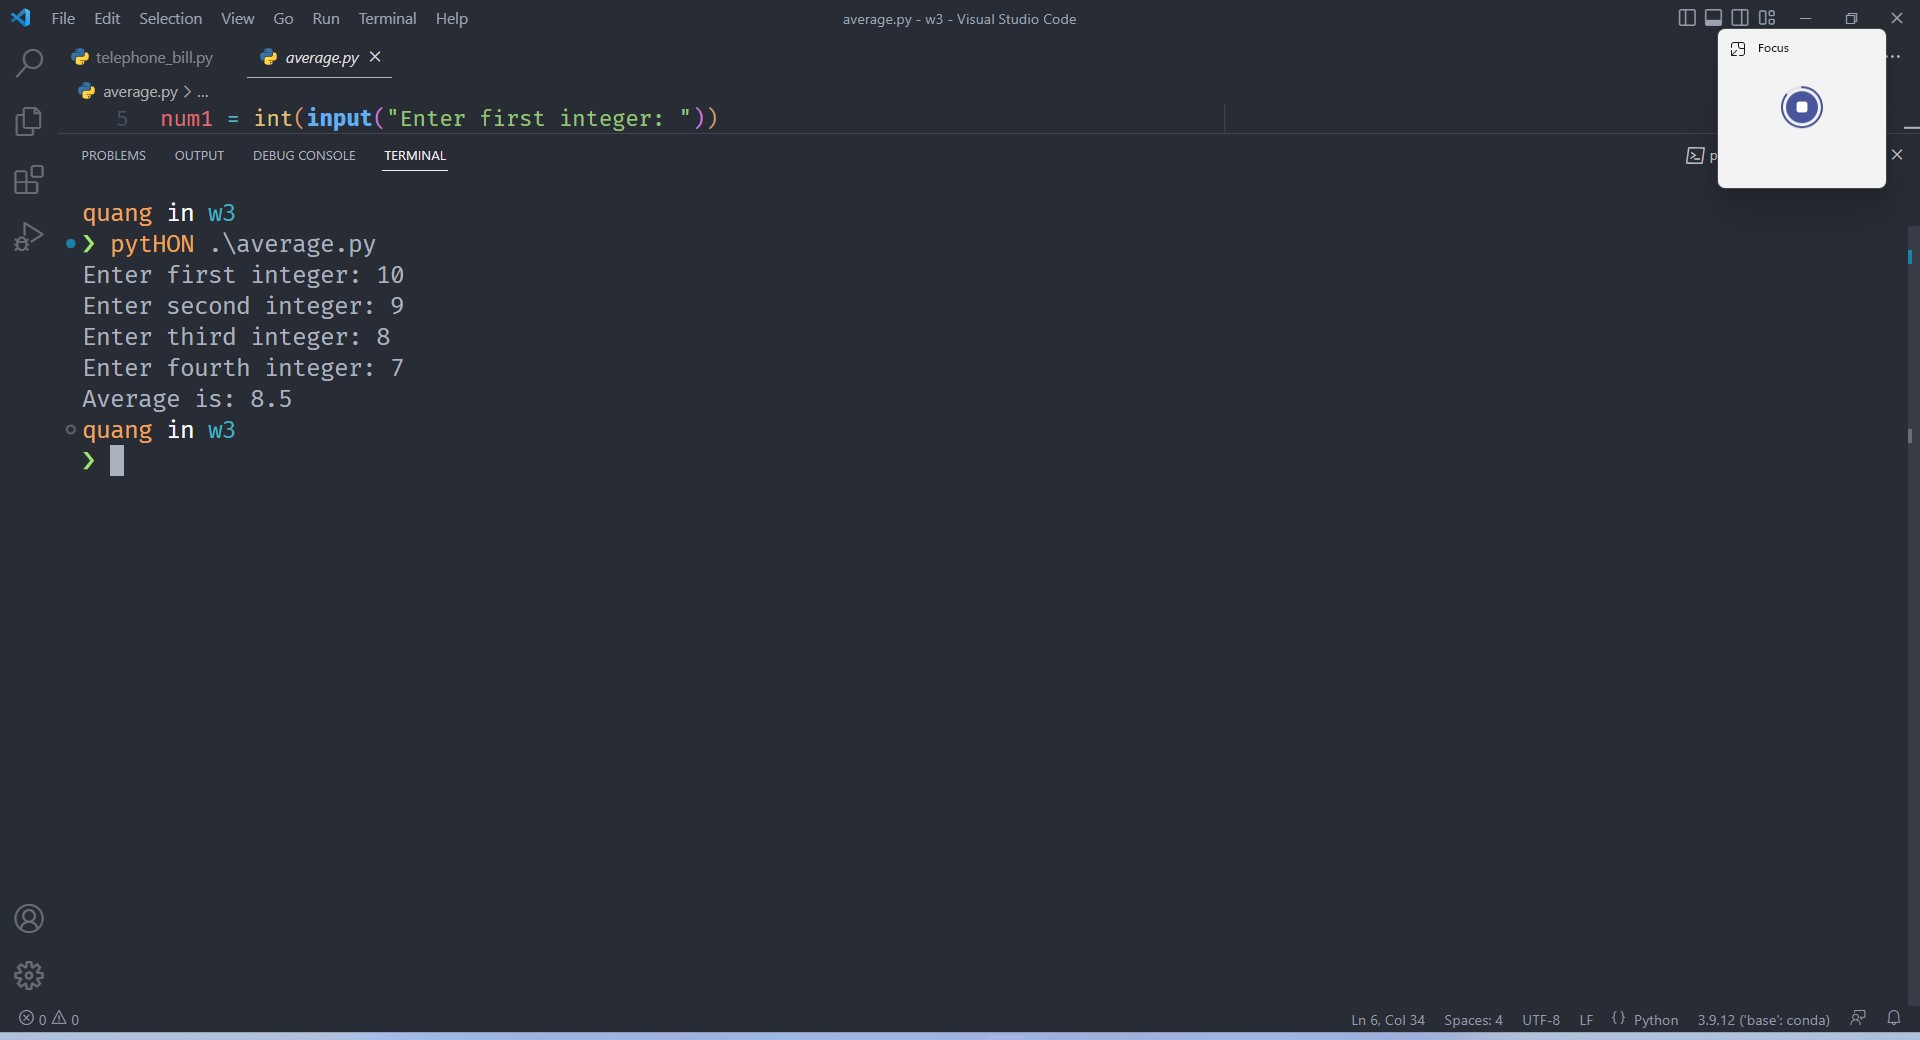 File Edit Selection View Go Run Terminal Help
average.py - w3 - Visual Studio Code
Focus
telephone_bill.py
average.py
average.py > ...
5 num1 = int(input("Enter first integer: "))
PROBLEMS OUTPUT DEBUG CONSOLE TERMINAL
quang in w3
❯ pytHON .\average.py
Enter first integer: 10
Enter second integer: 9
Enter third integer: 8
Enter fourth integer: 7
Average is: 8.5
quang in w3
❯
0 0
Ln 6, Col 34 Spaces: 4 UTF-8 LF {} Python 3.9.12 ('base': conda)